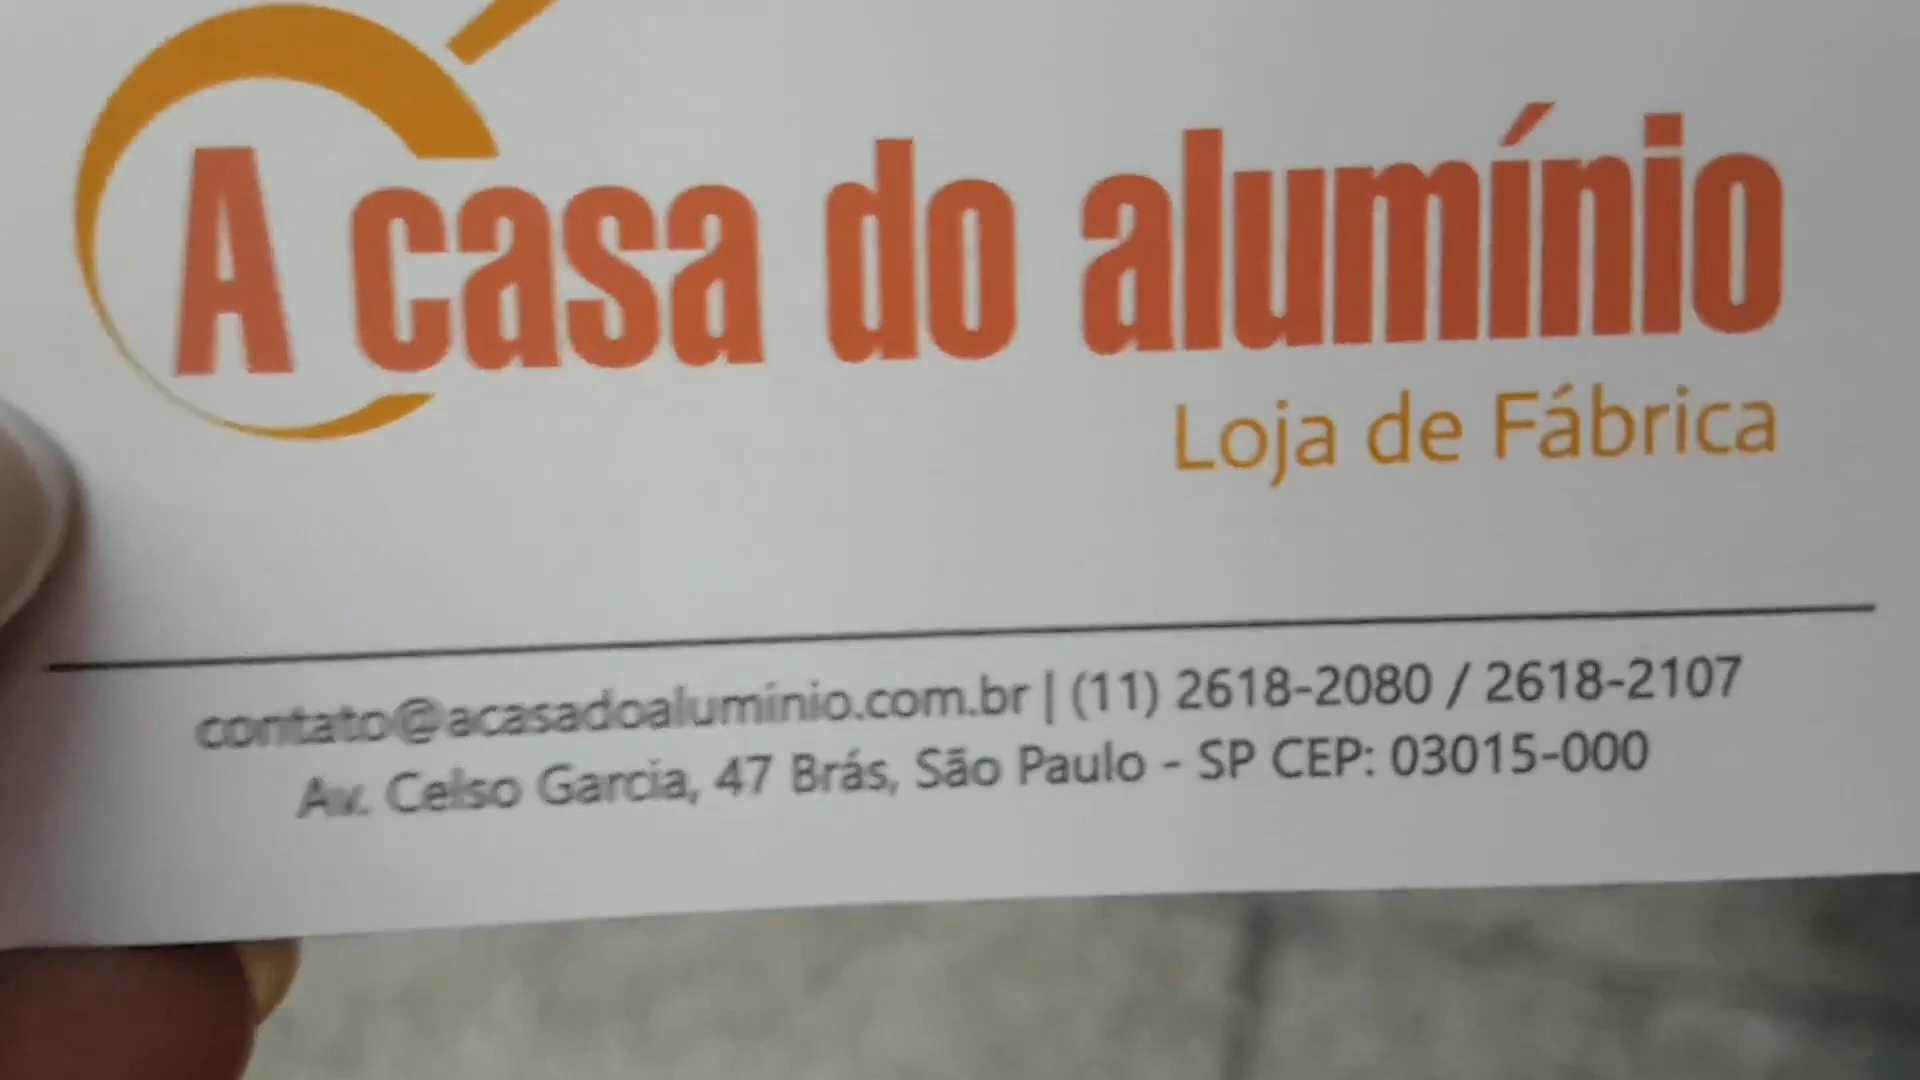 A casa do alumínio
Loja de Fábrica
contato@acasadoaluminio.com.br | (11) 2618-2080 / 2618-2107
Av. Celso Garcia, 47 Brás, São Paulo - SP CEP: 03015-000